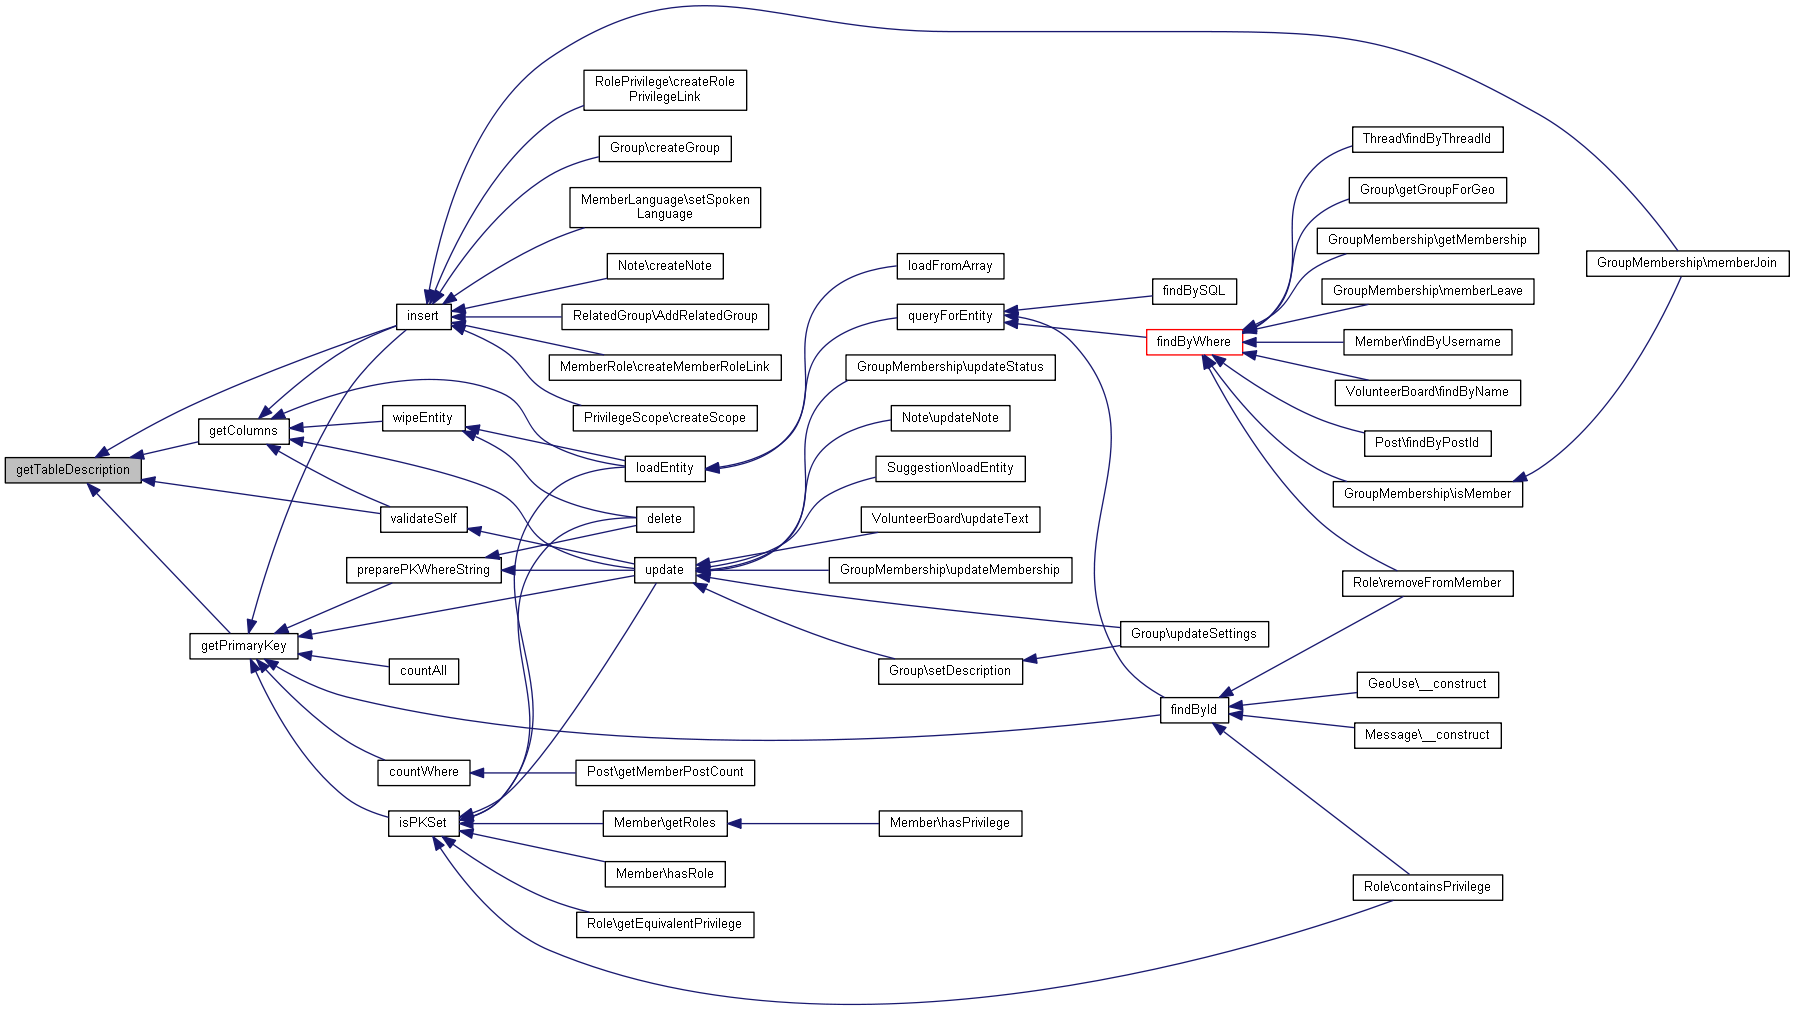 RolePrivilege\createRole
PrivilegeLink
Group\createGroup
MemberLanguage\setSpoken
Language
Note\createNote
insert
RelatedGroup\AddRelatedGroup
MemberRole\createMemberRoleLink
PrivilegeScope\createScope
getColumns
wipeEntity
getTableDescription
loadEntity
validateSelf
delete
preparePKWhereString
update
getPrimaryKey
countAll
countWhere
Post\getMemberPostCount
isPKSet
Member\getRoles
Member\hasPrivilege
Member\hasRole
Role\getEquivalentPrivilege
loadFromArray
queryForEntity
GroupMembership\updateStatus
Note\updateNote
Suggestion\loadEntity
VolunteerBoard\updateText
GroupMembership\updateMembership
Group\updateSettings
Group\setDescription
findBySQL
findByWhere
findById
Thread\findByThreadId
Group\getGroupForGeo
GroupMembership\getMembership
GroupMembership\memberLeave
Member\findByUsername
VolunteerBoard\findByName
Post\findByPostId
GroupMembership\isMember
GroupMembership\memberJoin
Role\removeFromMember
GeoUse\__construct
Message\__construct
Role\containsPrivilege